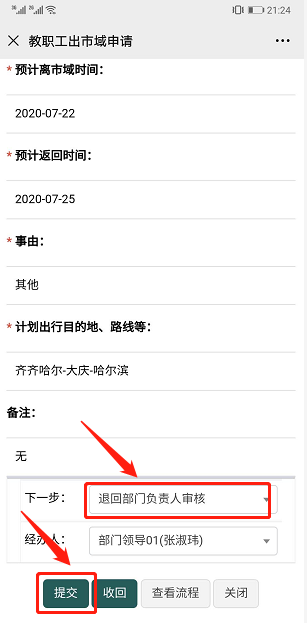 3G 2G 21:24
教职工出市域申请
* 预计离市域时间:
2020-07-22
* 预计返回时间:
2020-07-25
* 事由:
其他
* 计划出行目的地、路线等:
齐齐哈尔-大庆-哈尔滨
备注:
无
下一步: 退回部门负责人审核
经办人: 部门领导01(张淑玮)
提交 收回 查看流程 关闭